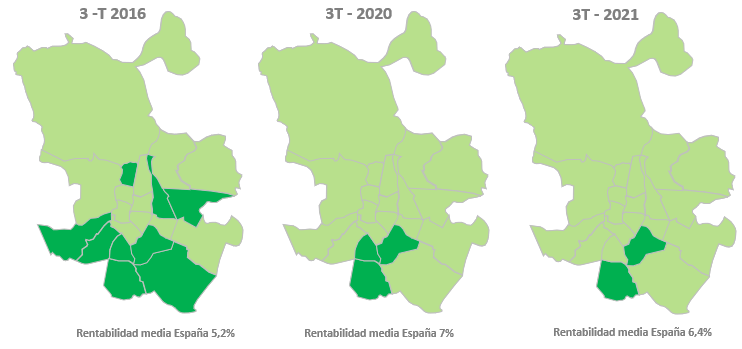 3 -T 2016
3T - 2020
3T - 2021
Rentabilidad media España 5,2%
Rentabilidad media España 7%
Rentabilidad media España 6,4%